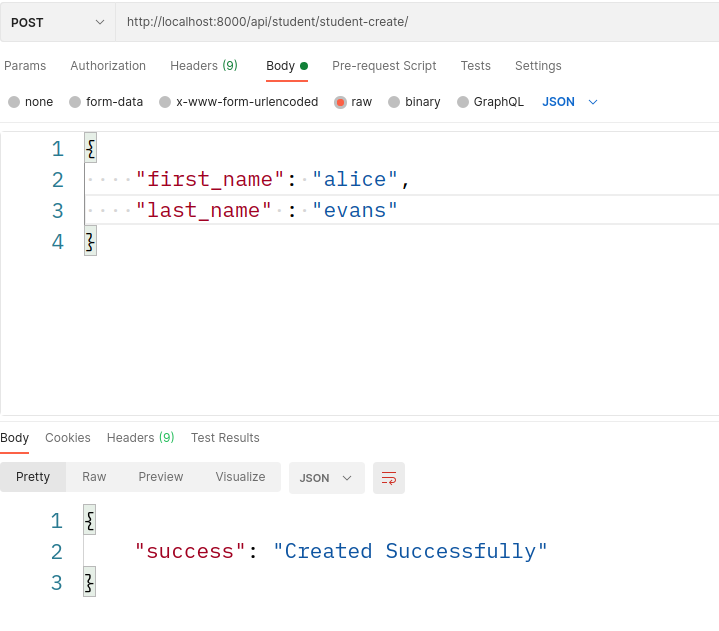 POST http://localhost:8000/api/student/student-create/
Params Authorization Headers (9) Body Pre-request Script Tests Settings
none form-data x-www-form-urlencoded raw binary GraphQL JSON
1 {
2 "first_name": "alice",
3 "last_name" : "evans"
4 }
Body Cookies Headers (9) Test Results
Pretty Raw Preview Visualize JSON
1 {
2 "success": "Created Successfully"
3 }